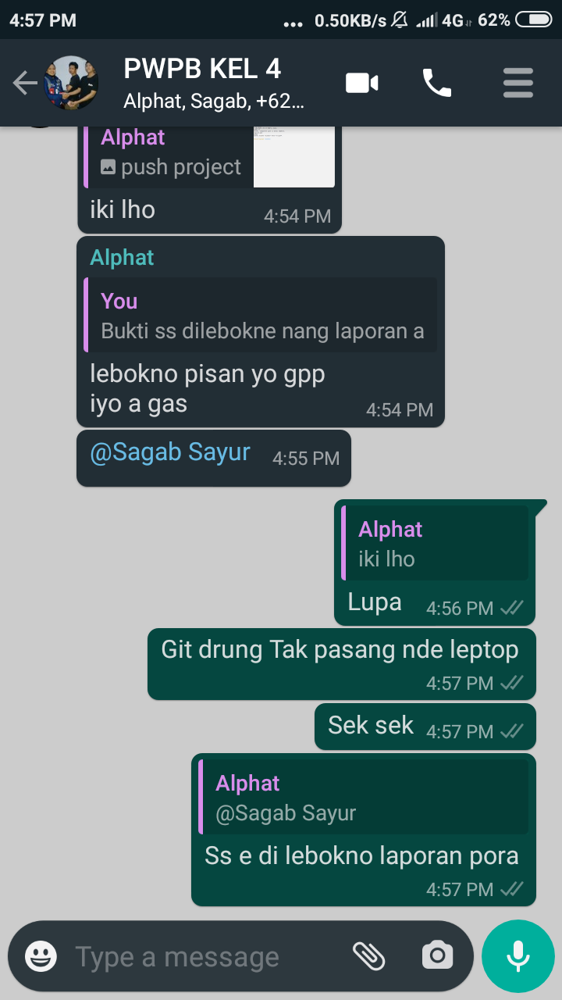 4:57 PM
... 0.50KB/s 4G 62%
PWPB KEL 4
Alphat, Sagab, +62...
Alphat
push project
iki lho
4:54 PM
Alphat
You
Bukti ss dilebokne nang laporan a
lebokno pisan yo gpp
iyo a gas
4:54 PM
@Sagab Sayur
4:55 PM
Alphat
iki lho
Lupa
4:56 PM
Git drung Tak pasang nde leptop
4:57 PM
Sek sek
4:57 PM
Alphat
@Sagab Sayur
Ss e di lebokno laporan pora
4:57 PM
Type a message